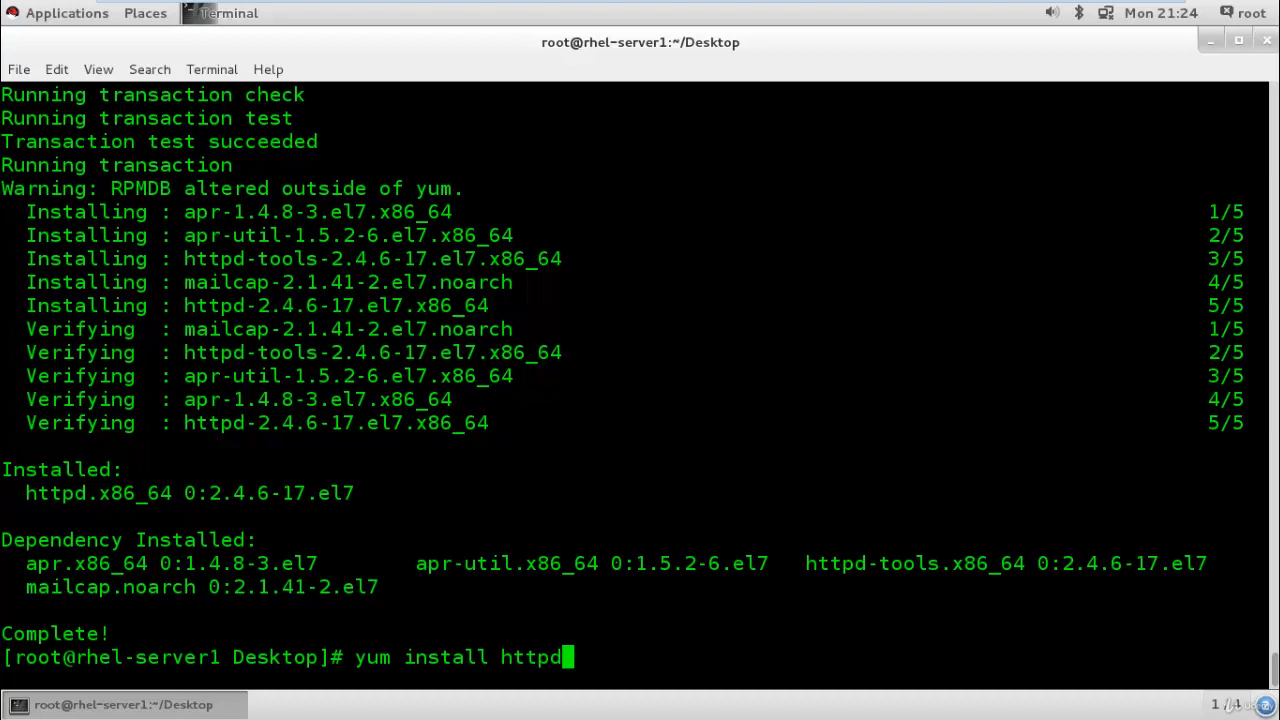 Applications Places Terminal Mon 21:24 root
root@rhel-server1:~/Desktop
File Edit View Search Terminal Help
Running transaction check
Running transaction test
Transaction test succeeded
Running transaction
Warning: RPMDB altered outside of yum.
  Installing : apr-1.4.8-3.el7.x86_64 1/5
  Installing : apr-util-1.5.2-6.el7.x86_64 2/5
  Installing : httpd-tools-2.4.6-17.el7.x86_64 3/5
  Installing : mailcap-2.1.41-2.el7.noarch 4/5
  Installing : httpd-2.4.6-17.el7.x86_64 5/5
  Verifying  : mailcap-2.1.41-2.el7.noarch 1/5
  Verifying  : httpd-tools-2.4.6-17.el7.x86_64 2/5
  Verifying  : apr-util-1.5.2-6.el7.x86_64 3/5
  Verifying  : apr-1.4.8-3.el7.x86_64 4/5
  Verifying  : httpd-2.4.6-17.el7.x86_64 5/5
Installed:
  httpd.x86_64 0:2.4.6-17.el7
Dependency Installed:
  apr.x86_64 0:1.4.8-3.el7 apr-util.x86_64 0:1.5.2-6.el7 httpd-tools.x86_64 0:2.4.6-17.el7
  mailcap.noarch 0:2.1.41-2.el7
Complete!
[root@rhel-server1 Desktop]# yum install httpd
root@rhel-server1:~/Desktop 1 / 4